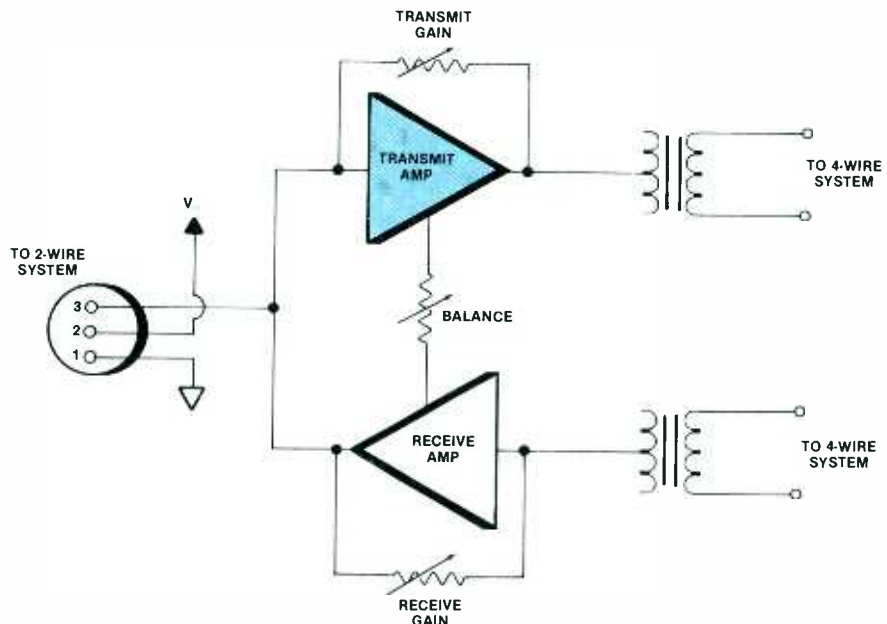 TRANSMIT
GAIN
TRANSMIT
AMP
TO 4-WIRE
SYSTEM
V
TO 2-WIRE
SYSTEM
3
2
1
BALANCE
RECEIVE
AMP
TO 4-WIRE
SYSTEM
RECEIVE
GAIN